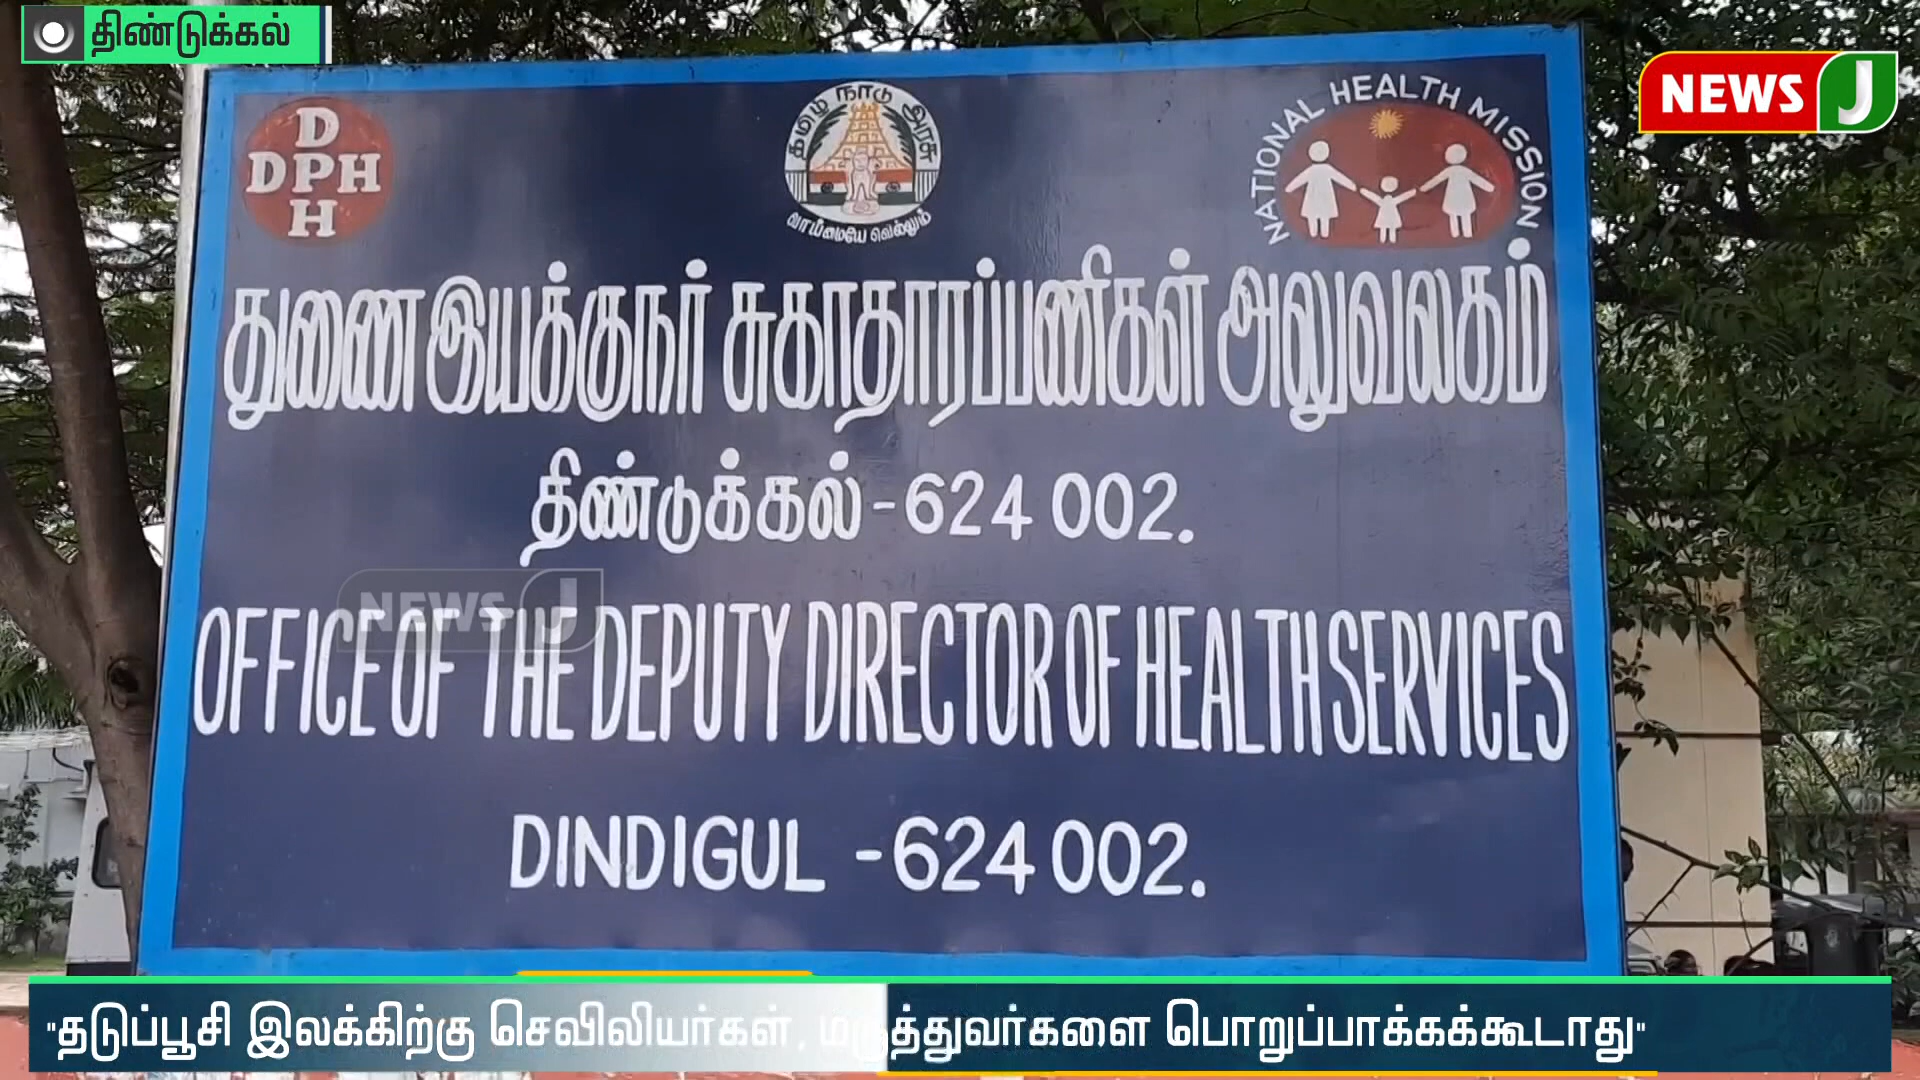 திண்டுக்கல்
NEWS J
D
DPH
H
தமிழ் நாடு அரசு
வாய்மையே வெல்லும்
NATIONAL HEALTH MISSION
துணை இயக்குநர் சுகாதாரப்பணிகள் அலுவலகம்
திண்டுக்கல் - 624 002.
NEWS J
OFFICE OF THE DEPUTY DIRECTOR OF HEALTH SERVICES
DINDIGUL - 624 002.
"தடுப்பூசி இலக்கிற்கு செவிலியர்கள், மருத்துவர்களை பொறுப்பாக்கக்கூடாது"